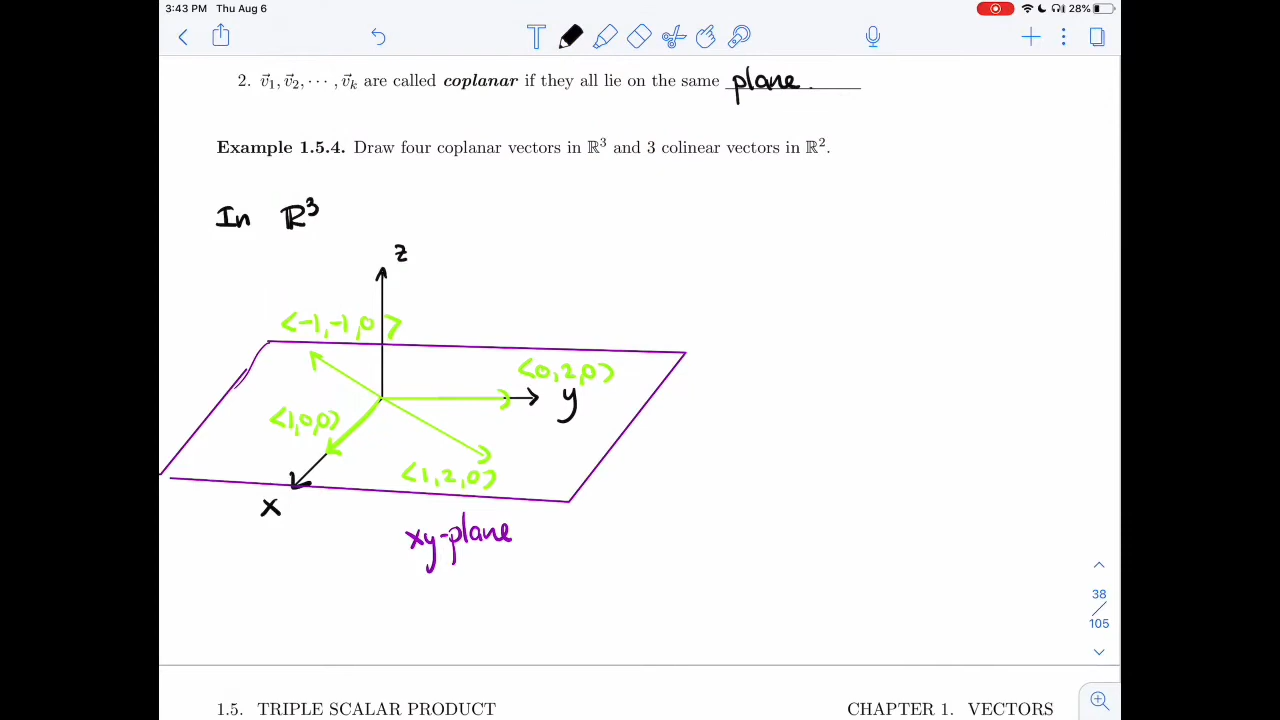 3:43 PM Thu Aug 6
28%
2. v⃗₁, v⃗₂, ⋯ , v⃗ₖ are called coplanar if they all lie on the same plane.
Example 1.5.4. Draw four coplanar vectors in ℝ³ and 3 colinear vectors in ℝ².
In ℝ³
z
<-1,-1,0>
<0,2,0>
y
<1,0,0>
<1,2,0>
x
xy-plane
38
105
1.5. TRIPLE SCALAR PRODUCT CHAPTER 1. VECTORS